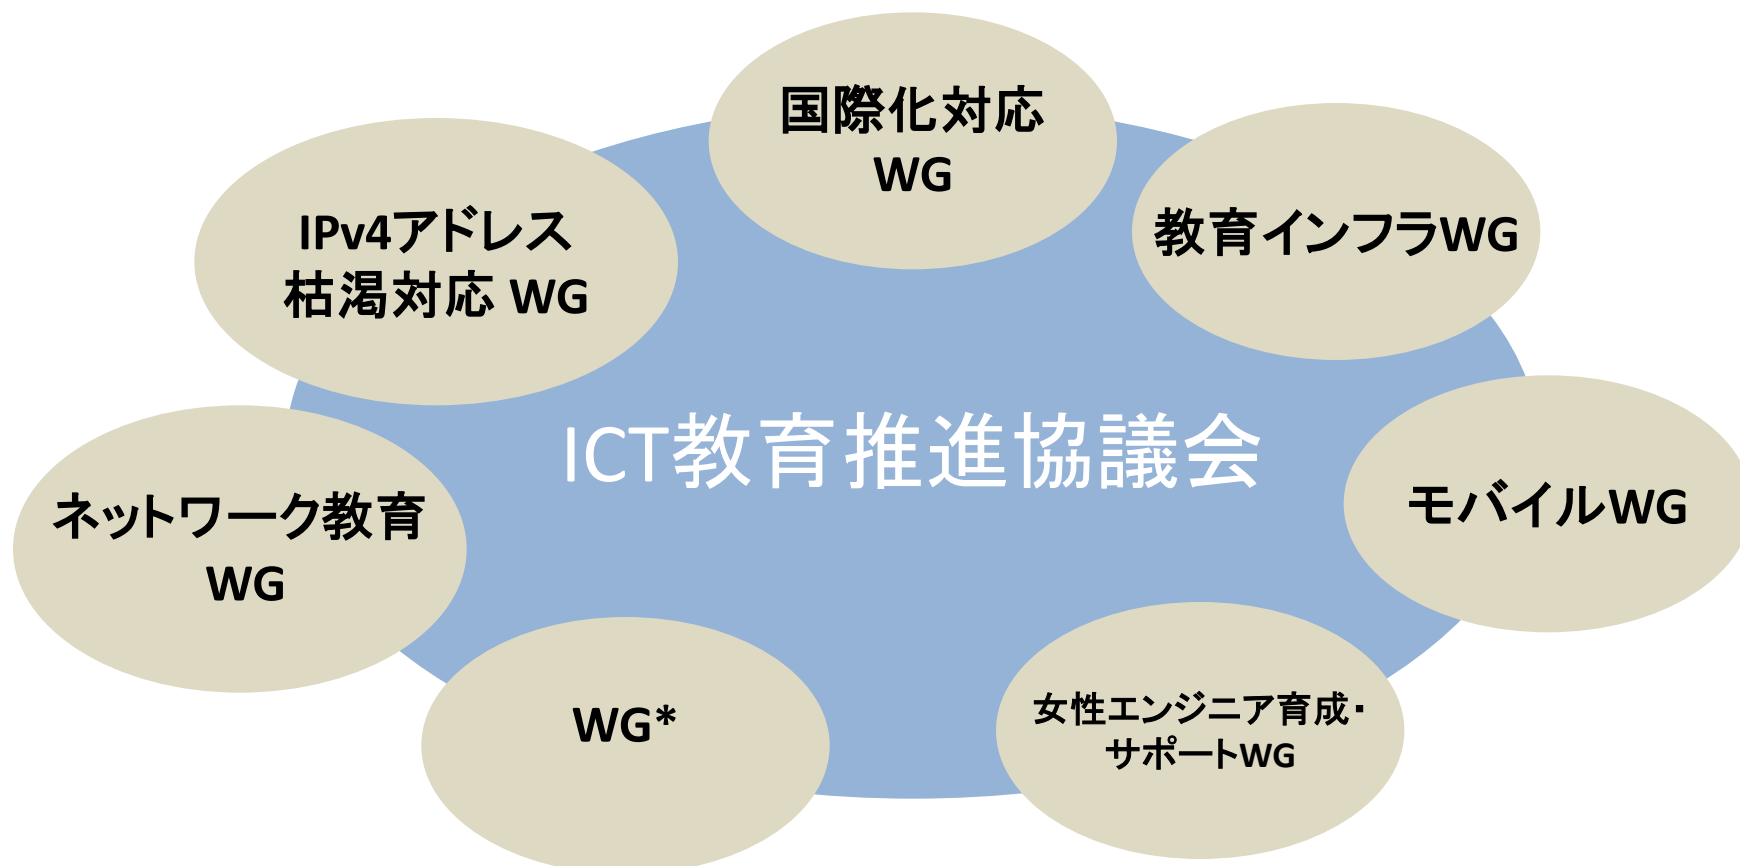 国際化対応
WG
教育インフラWG
IPv4アドレス
枯渇対応 WG
ICT教育推進協議会
モバイルWG
ネットワーク教育
WG
WG*
女性エンジニア育成・
サポートWG